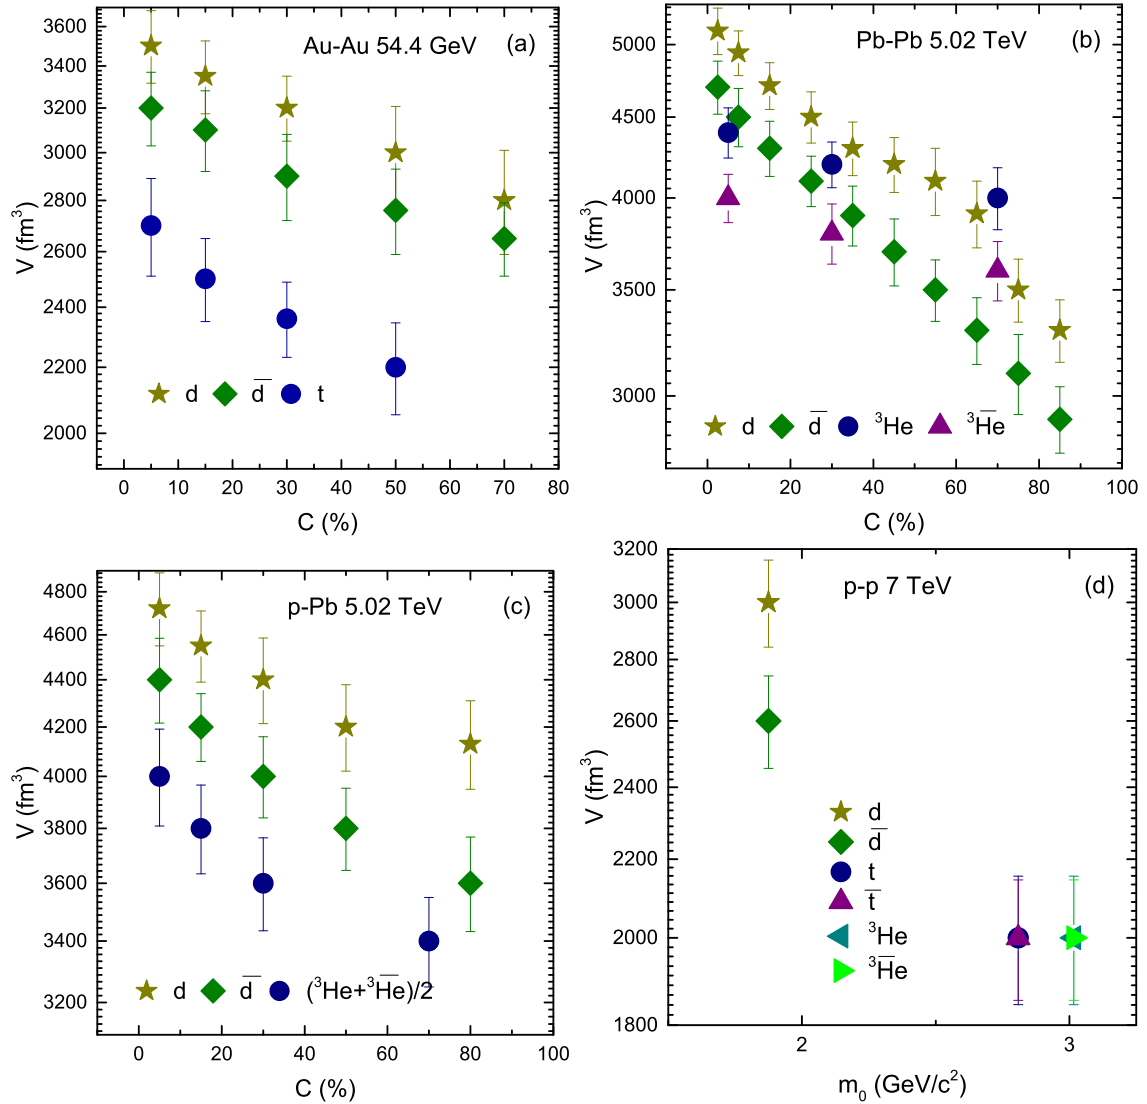 Au-Au 54.4 GeV (a)
3600
3400
3200
3000
2800
2600
2400
2200
2000
V (fm³)
d d̅ t
0 10 20 30 40 50 60 70 80
C (%)
Pb-Pb 5.02 TeV (b)
5000
4500
4000
3500
3000
V (fm³)
d d̅ ³He ³H̅e̅
0 20 40 60 80 100
C (%)
p-Pb 5.02 TeV (c)
4800
4600
4400
4200
4000
3800
3600
3400
3200
V (fm³)
d d̅ (³He+³H̅e̅)/2
0 20 40 60 80 100
C (%)
p-p 7 TeV (d)
3200
3000
2800
2600
2400
2200
2000
1800
V (fm³)
d
d̅
t
t̅
³He
³H̅e̅
2 3
m₀ (GeV/c²)